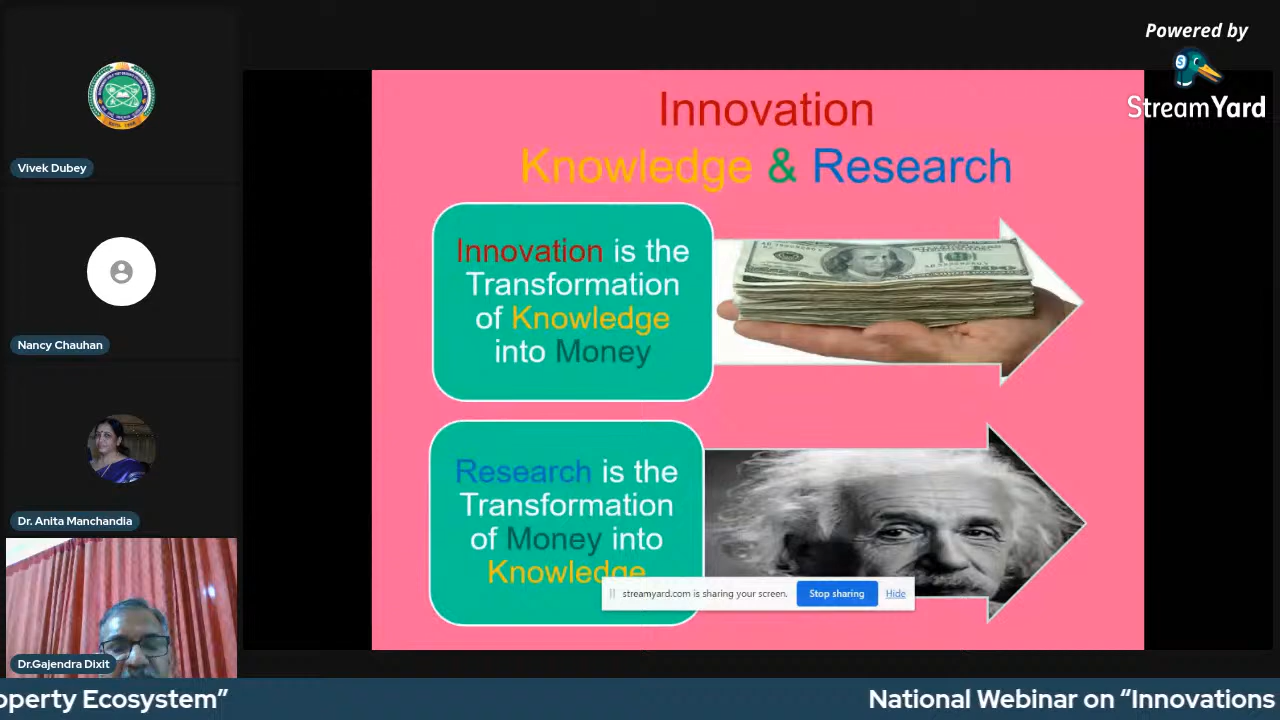 Powered by
StreamYard
Vivek Dubey
Nancy Chauhan
Dr. Anita Manchandia
Dr.Gajendra Dixit
Innovation
Knowledge & Research
Innovation is the
Transformation
of Knowledge
into Money
Research is the
Transformation
of Money into
Knowledge
streamyard.com is sharing your screen.
Stop sharing
Hide
operty Ecosystem”
National Webinar on “Innovations